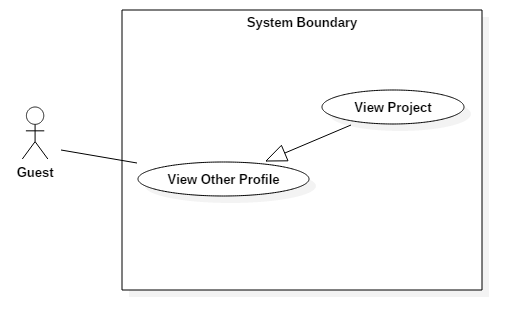 System Boundary
View Project
Guest
View Other Profile